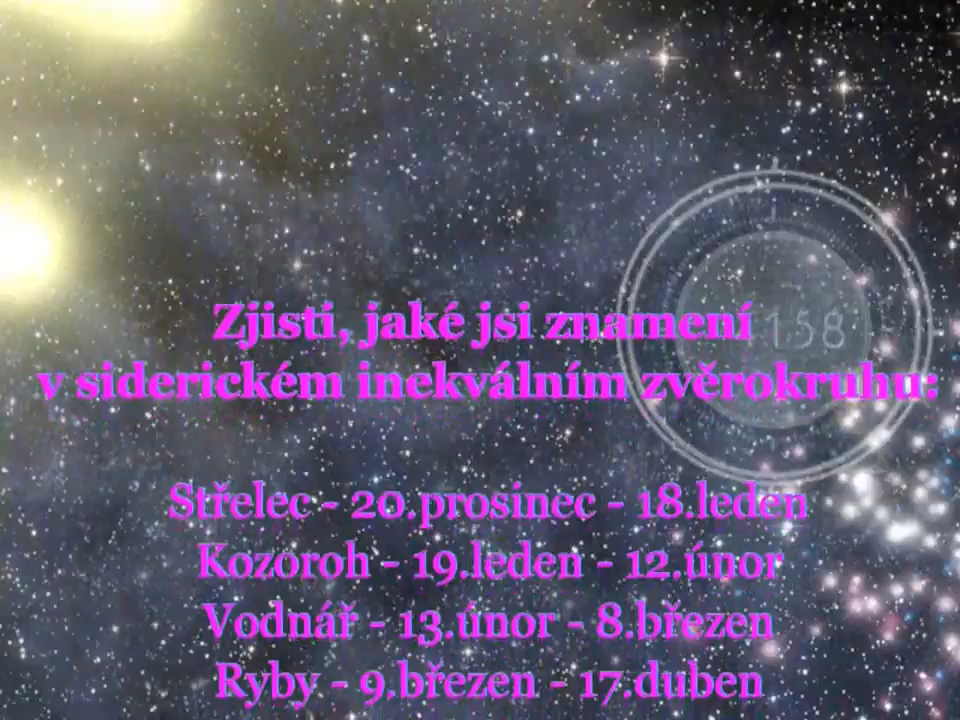 Zjisti, jaké jsi znamení
158
v siderickém inekválním zvěrokruhu:
Střelec - 20.prosinec - 18.leden
Kozoroh - 19.leden - 12.únor
Vodnář - 13.únor - 8.březen
Ryby - 9.březen - 17.duben